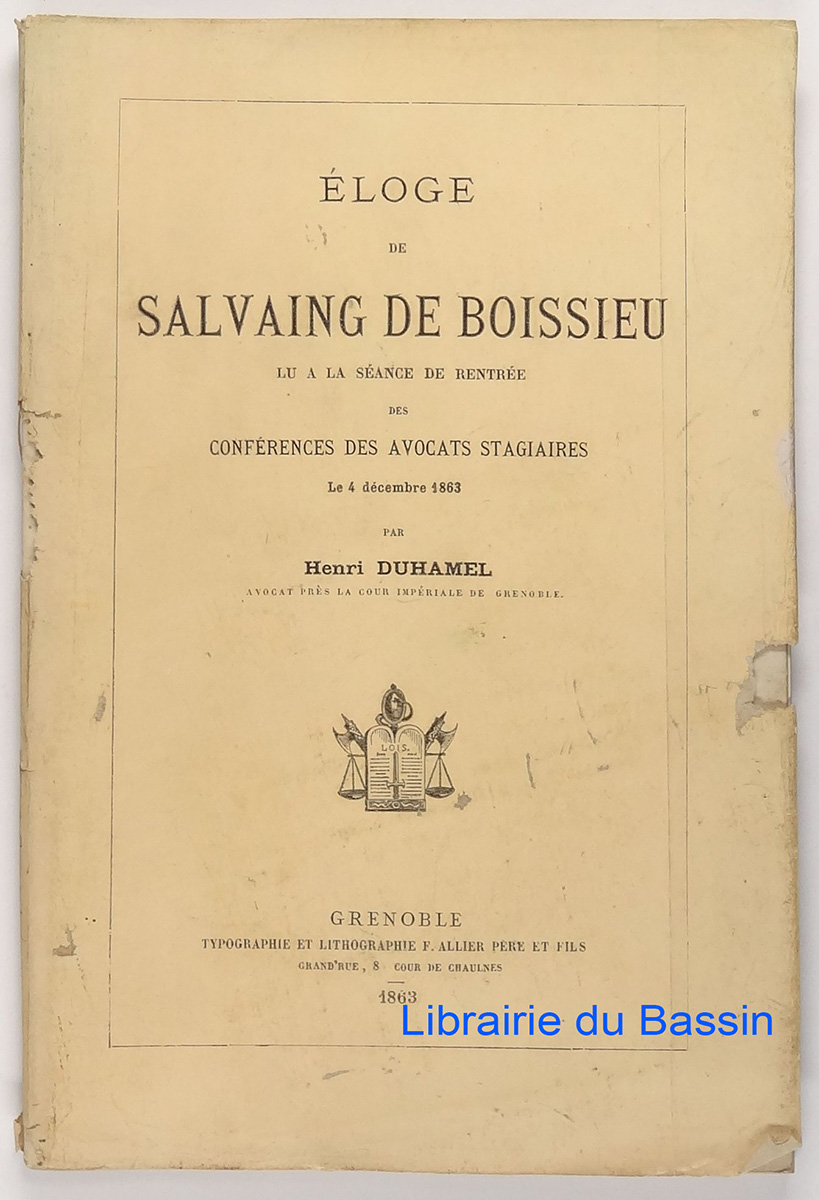 ÉLOGE
DE
SALVAING DE BOISSIEU
LU A LA SÉANCE DE RENTRÉE
DES
CONFÉRENCES DES AVOCATS STAGIAIRES
Le 4 décembre 1863
PAR
Henri DUHAMEL
AVOCAT PRÈS LA COUR IMPÉRIALE DE GRENOBLE.
LOIS.
GRENOBLE
TYPOGRAPHIE ET LITHOGRAPHIE F. ALLIER PÈRE ET FILS
GRAND'RUE, 8 COUR DE CHAULNES
1863
Librairie du Bassin